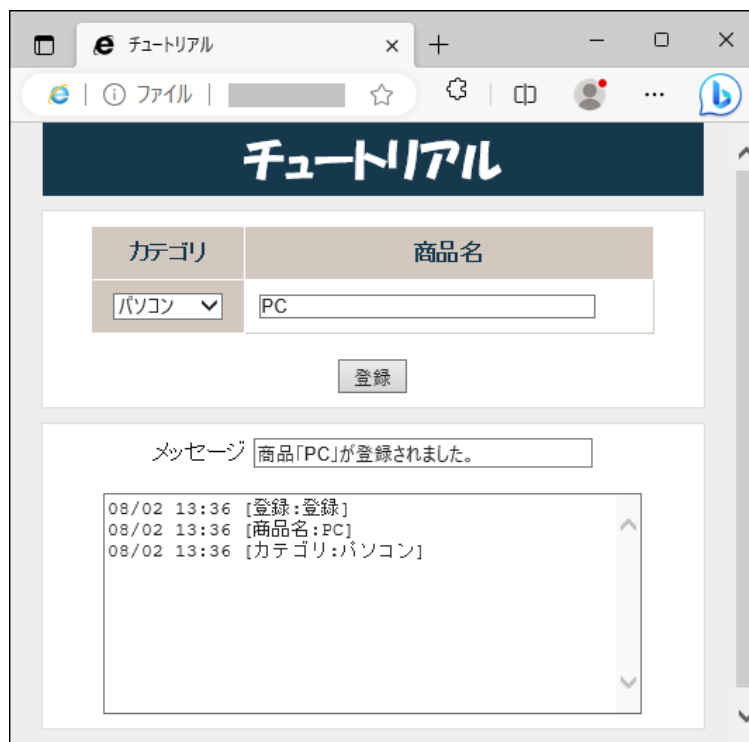 チュートリアル
ファイル
チュートリアル
カテゴリ 商品名
パソコン PC
登録
メッセージ 商品「PC」が登録されました。
08/02 13:36 [登録:登録]
08/02 13:36 [商品名:PC]
08/02 13:36 [カテゴリ:パソコン]